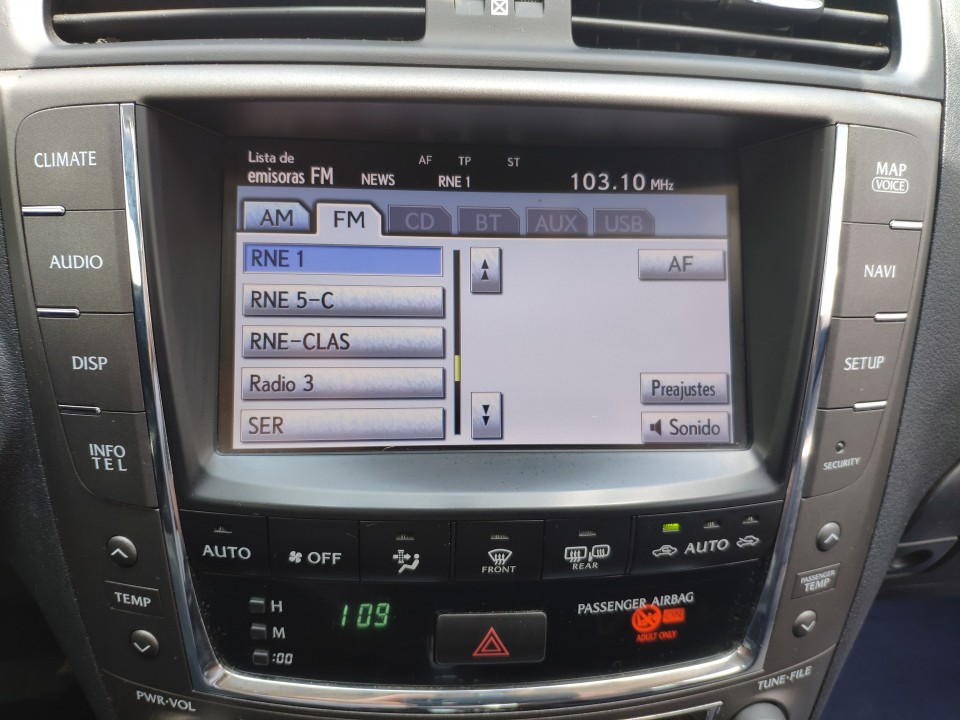 CLIMATE
AUDIO
DISP
INFO
TEL
TEMP
PWR·VOL
Lista de
emisoras FM NEWS AF TP ST RNE 1 103.10 MHz
AM FM CD BT AUX USB
RNE 1
RNE 5-C
RNE-CLAS
Radio 3
SER
AF
Preajustes
Sonido
MAP
VOICE
NAVI
SETUP
SECURITY
PASSENGER
TEMP
TUNE·FILE
AUTO OFF FRONT REAR AUTO
H
M
:00
109
PASSENGER AIRBAG
ADULT ONLY